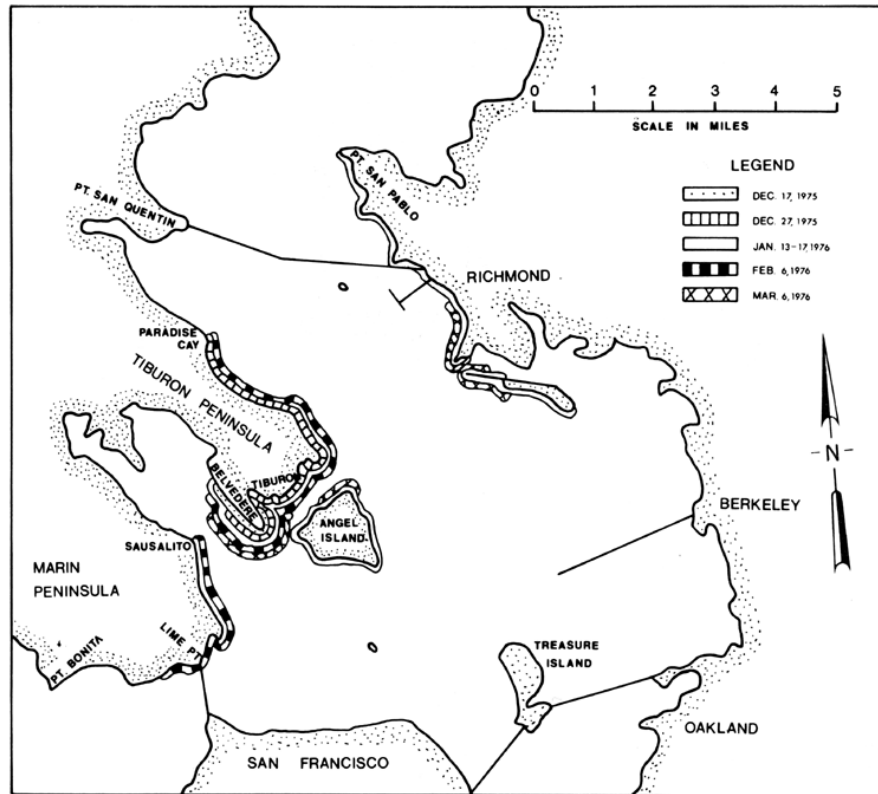 0 1 2 3 4 5
SCALE IN MILES
PT. SAN PABLO
LEGEND
DEC. 17, 1975
DEC. 27, 1975
JAN. 13-17, 1976
FEB. 6, 1976
MAR. 6, 1976
PT. SAN QUENTIN
RICHMOND
PARADISE
CAY
TIBURON PENINSULA
-N-
BELVEDERE
TIBURON
BERKELEY
ANGEL
ISLAND
SAUSALITO
MARIN
PENINSULA
LIME PT.
PT. BONITA
TREASURE
ISLAND
OAKLAND
SAN FRANCISCO